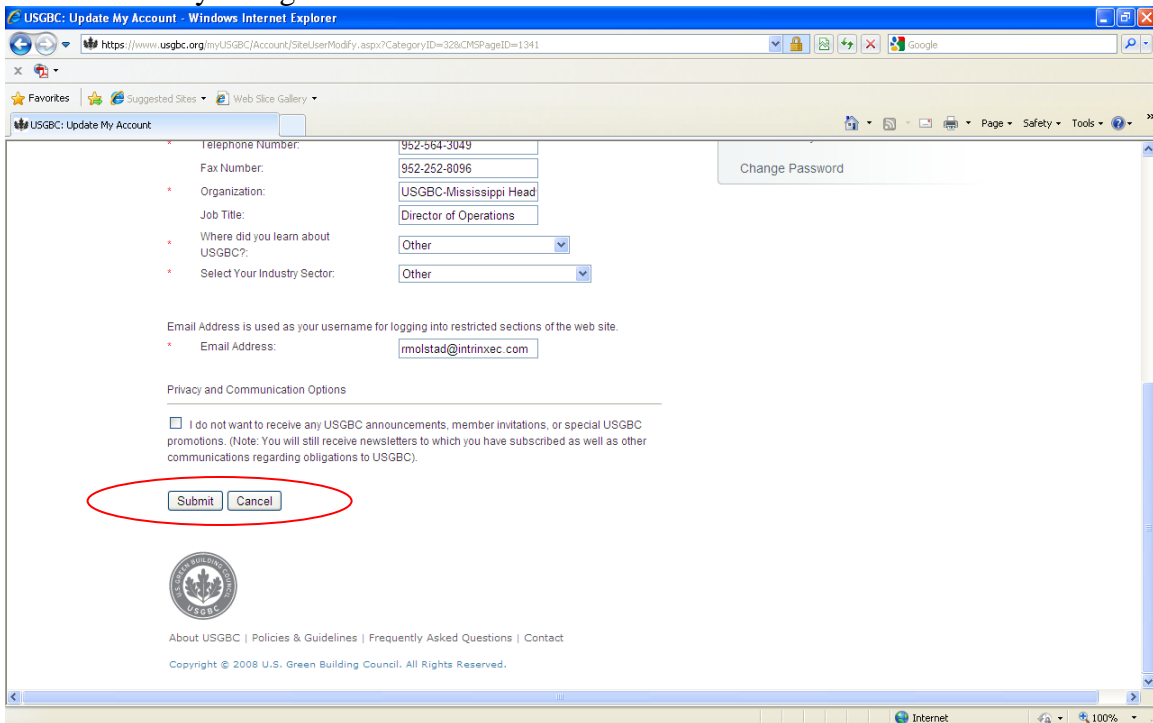 USGBC: Update My Account - Windows Internet Explorer
https://www.usgbc.org/myUSGBC/Account/SiteUserModify.aspx?CategoryID=32&CMSPageID=1341
Google
x
Favorites Suggested Sites Web Slice Gallery
USGBC: Update My Account Page Safety Tools »
* Telephone Number: 952-564-3049
Fax Number: 952-252-8096 Change Password
* Organization: USGBC-Mississippi Head
Job Title: Director of Operations
* Where did you learn about USGBC?: Other
* Select Your Industry Sector: Other
Email Address is used as your username for logging into restricted sections of the web site.
* Email Address: rmolstad@intrinxec.com
Privacy and Communication Options
I do not want to receive any USGBC announcements, member invitations, or special USGBC
promotions. (Note: You will still receive newsletters to which you have subscribed as well as other
communications regarding obligations to USGBC).
Submit Cancel
U.S. GREEN BUILDING COUNCIL
USGBC
About USGBC | Policies & Guidelines | Frequently Asked Questions | Contact
Copyright © 2008 U.S. Green Building Council. All Rights Reserved.
Internet 100%